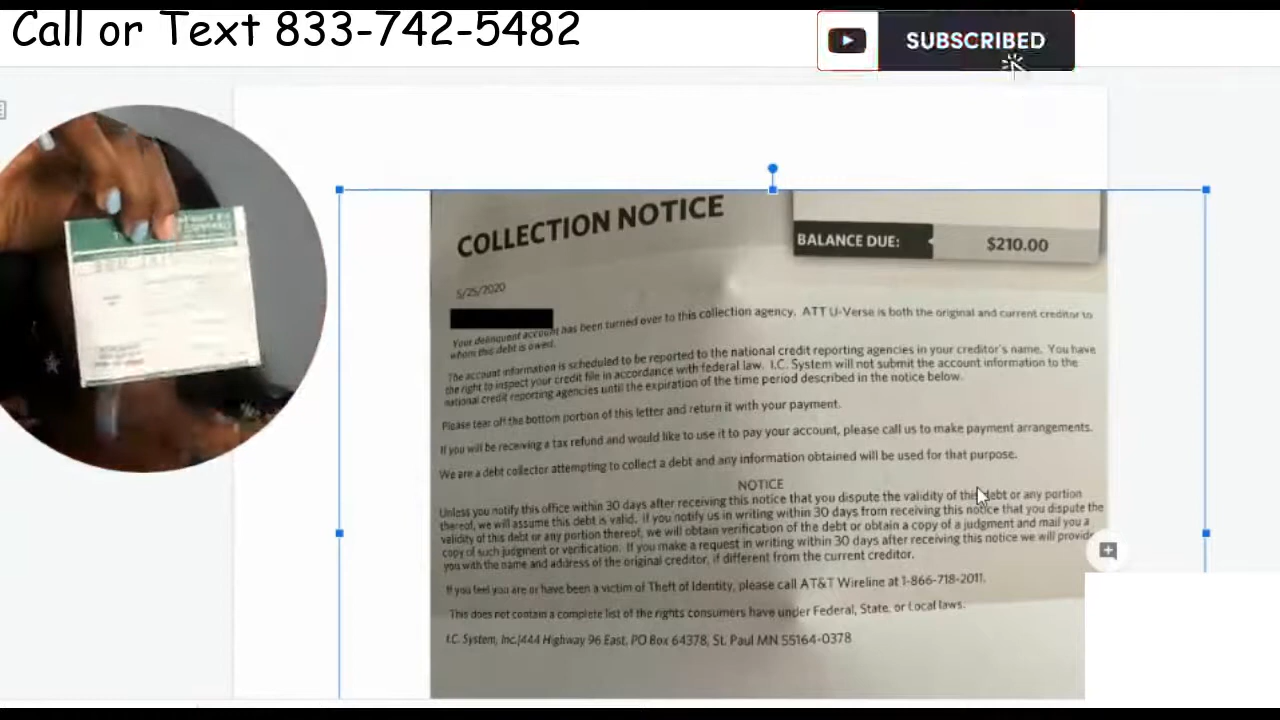 Call or Text 833-742-5482
SUBSCRIBED
COLLECTION NOTICE
BALANCE DUE:
$210.00
5/25/2020
Your delinquent account has been turned over to this collection agency. ATT U-Verse is both the original and current creditor to
whom this debt is owed.
The account information is scheduled to be reported to the national credit reporting agencies in your creditor's name. You have
the right to inspect your credit file in accordance with federal law. I.C. System will not submit the account information to the
national credit reporting agencies until the expiration of the time period described in the notice below.
Please tear off the bottom portion of this letter and return it with your payment.
If you will be receiving a tax refund and would like to use it to pay your account, please call us to make payment arrangements.
We are a debt collector attempting to collect a debt and any information obtained will be used for that purpose.
NOTICE
Unless you notify this office within 30 days after receiving this notice that you dispute the validity of this debt or any portion
thereof, we will assume this debt is valid. If you notify us in writing within 30 days from receiving this notice that you dispute the
validity of this debt or any portion thereof, we will obtain verification of the debt or obtain a copy of a judgment and mail you a
copy of such judgment or verification. If you make a request in writing within 30 days after receiving this notice we will provide
you with the name and address of the original creditor, if different from the current creditor.
If you feel you are or have been a victim of Theft of Identity, please call AT&T Wireline at 1-866-718-2011.
This does not contain a complete list of the rights consumers have under Federal, State, or Local laws.
I.C. System, Inc.|444 Highway 96 East, PO Box 64378, St. Paul MN 55164-0378